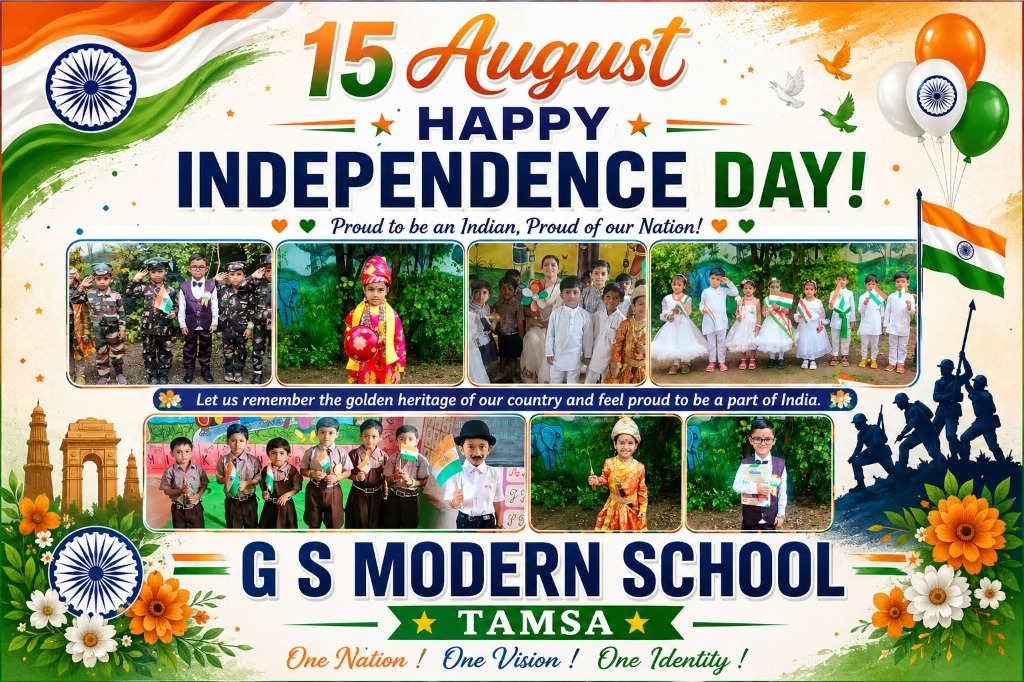 15 August
HAPPY
INDEPENDENCE DAY!
Proud to be an Indian, Proud of our Nation!
Let us remember the golden heritage of our country and feel proud to be a part of India.
G S MODERN SCHOOL
TAMSA
One Nation ! One Vision ! One Identity !